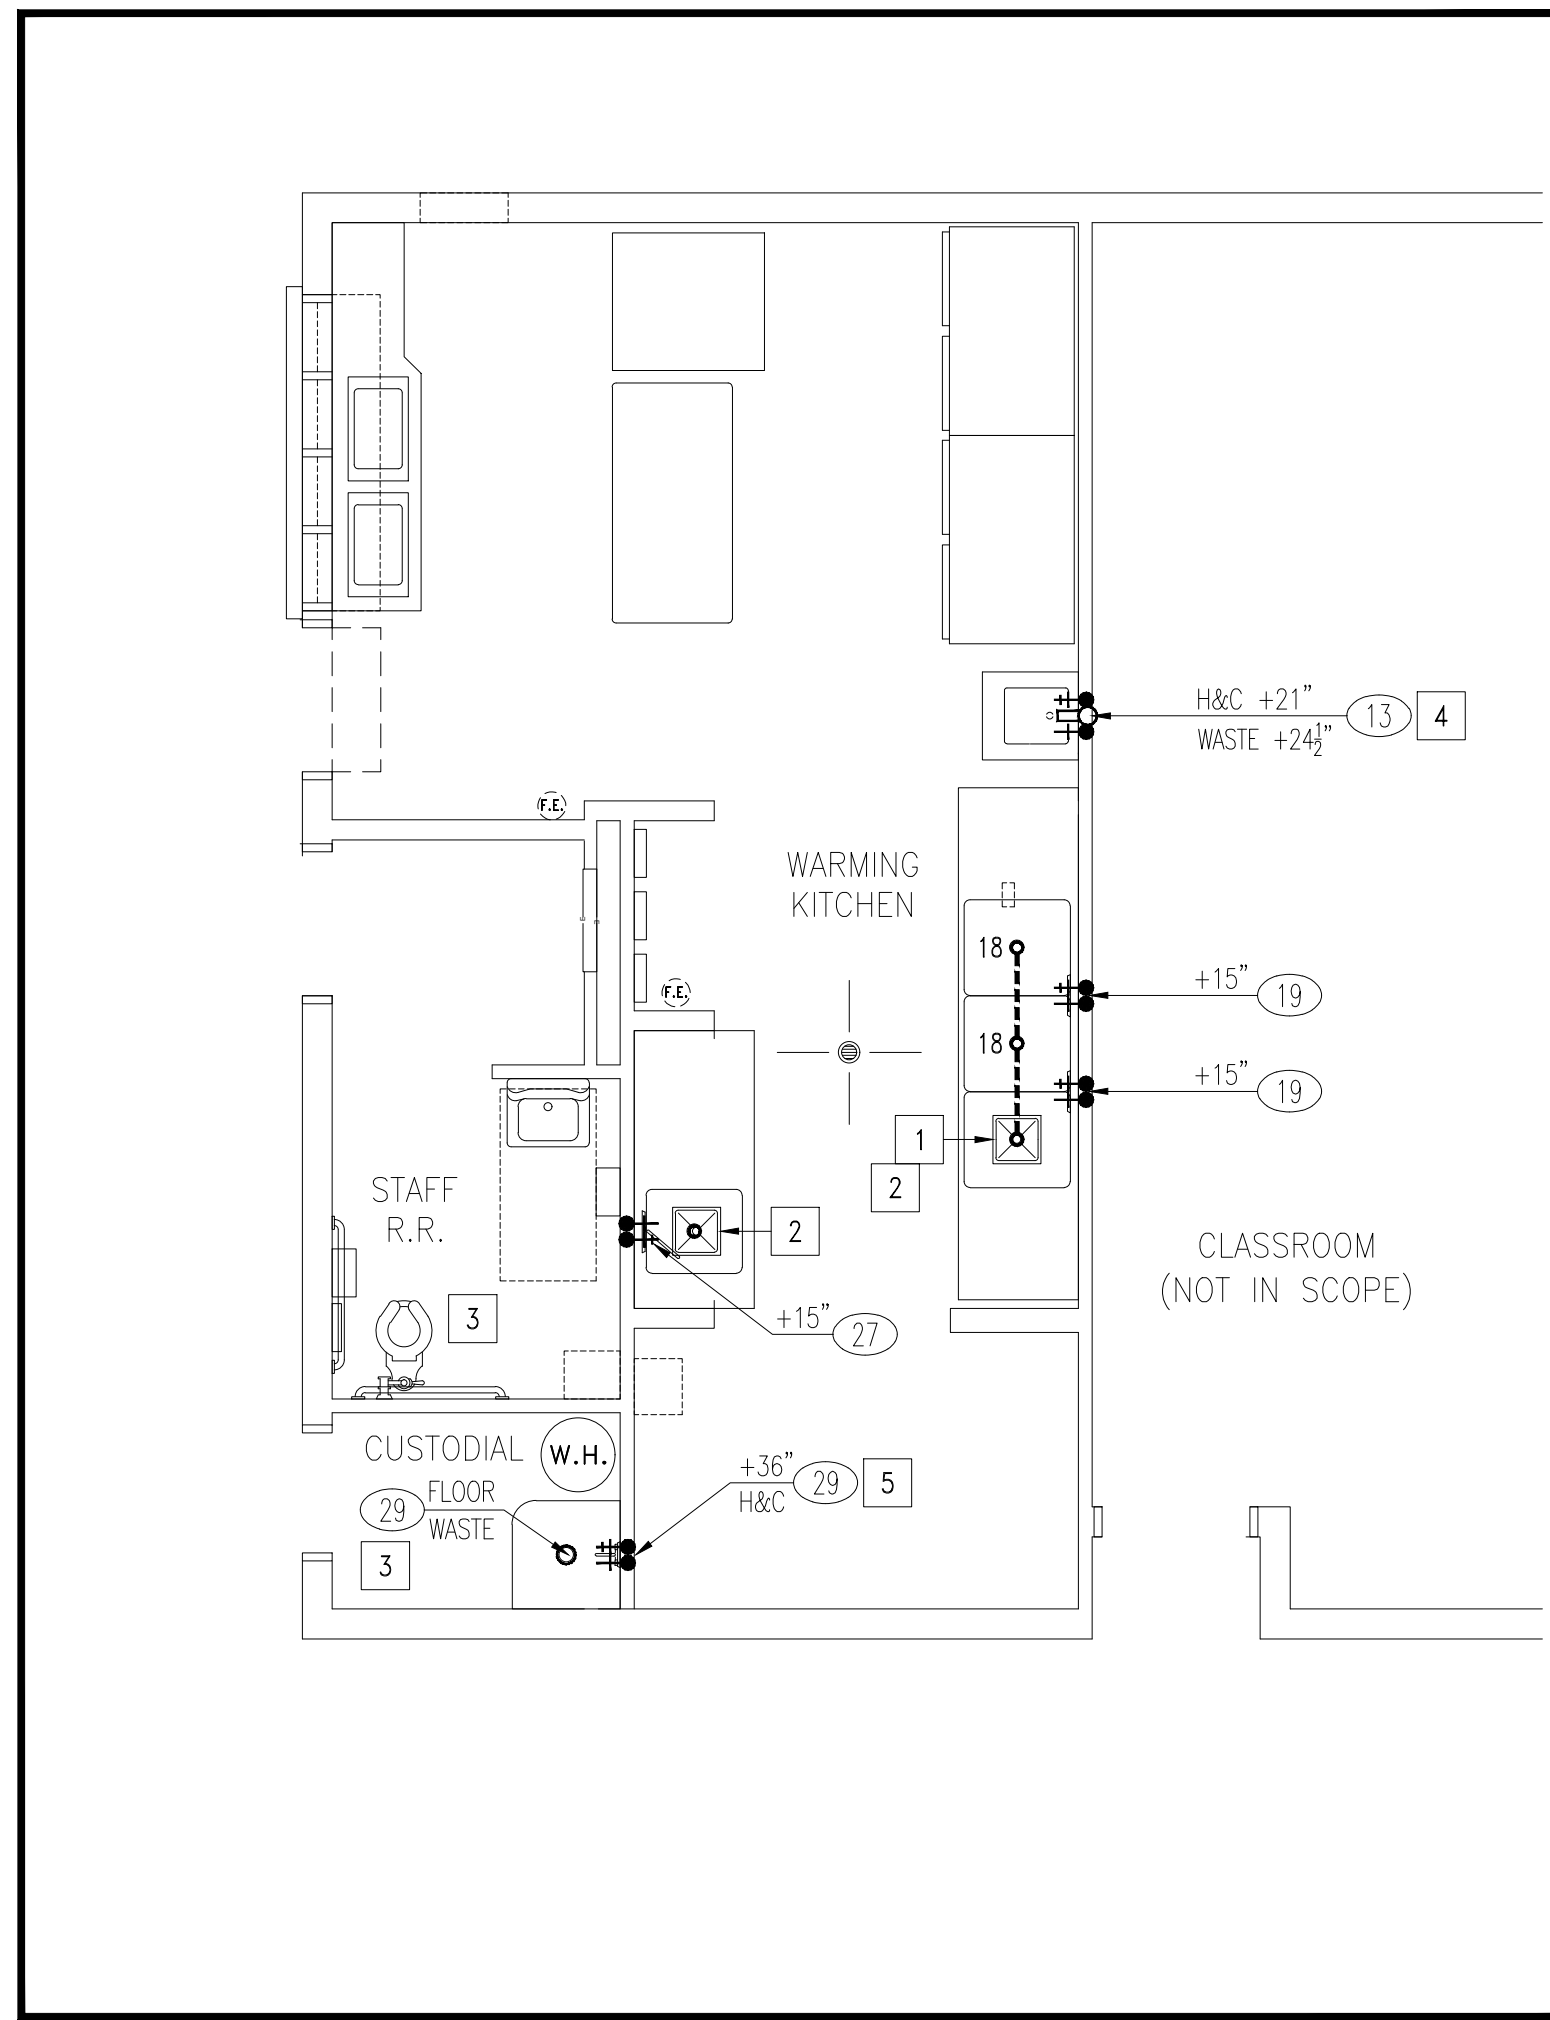 H&C +21”
WASTE +24½”
13
4
F.E.
WARMING
KITCHEN
18
+15”
19
F.E.
18
+15”
19
1
2
STAFF
R.R.
2
CLASSROOM
(NOT IN SCOPE)
3
+15”
27
CUSTODIAL
W.H.
+36”
H&C
29
5
29
FLOOR
WASTE
3